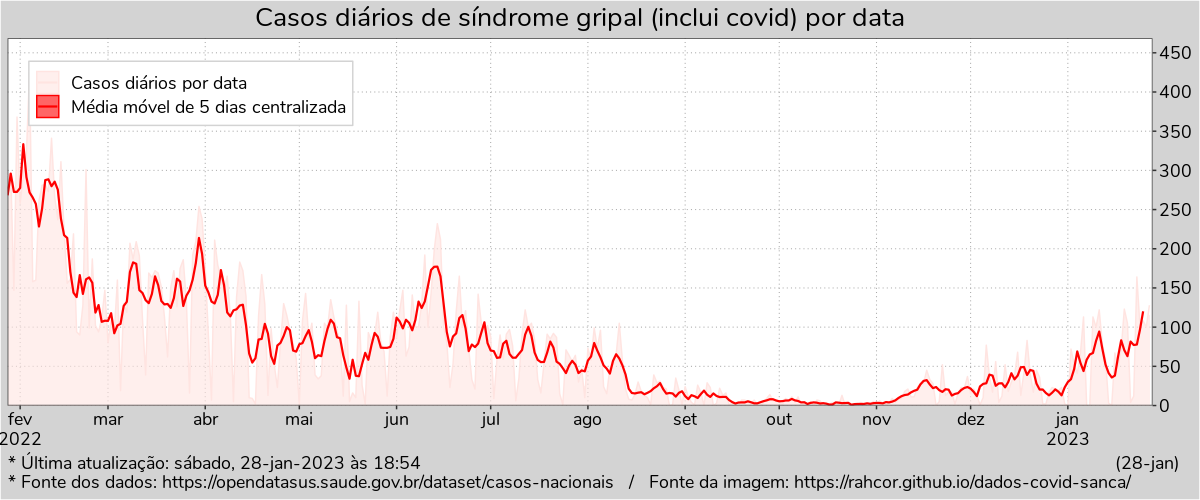 Casos diários de síndrome gripal (inclui covid) por data
450
400
350
300
250
200
150
100
50
0
Casos diários por data
Média móvel de 5 dias centralizada
fev mar abr mai jun jul ago set out nov dez jan
2022 2023
* Última atualização: sábado, 28-jan-2023 às 18:54 (28-jan)
* Fonte dos dados: https://opendatasus.saude.gov.br/dataset/casos-nacionais / Fonte da imagem: https://rahcor.github.io/dados-covid-sanca/